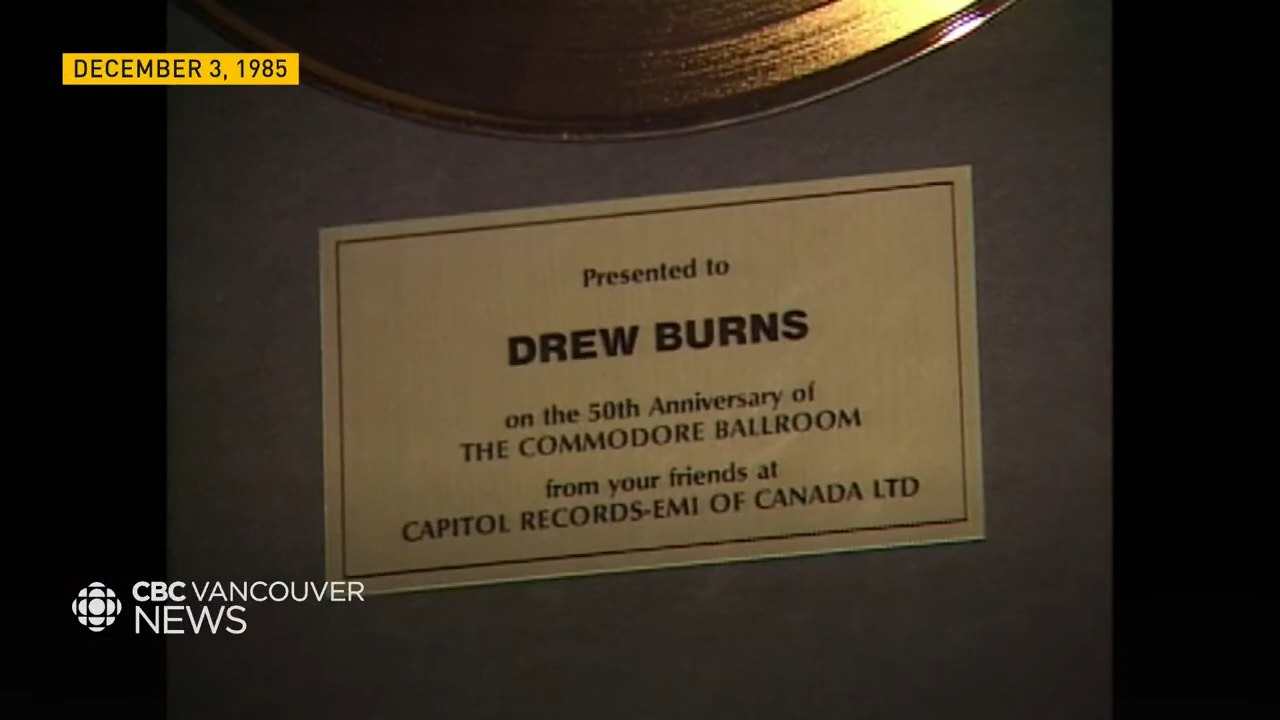 DECEMBER 3, 1985
Presented to
DREW BURNS
on the 50th Anniversary of
THE COMMODORE BALLROOM
from your friends at
CAPITOL RECORDS-EMI OF CANADA LTD
CBC VANCOUVER
NEWS